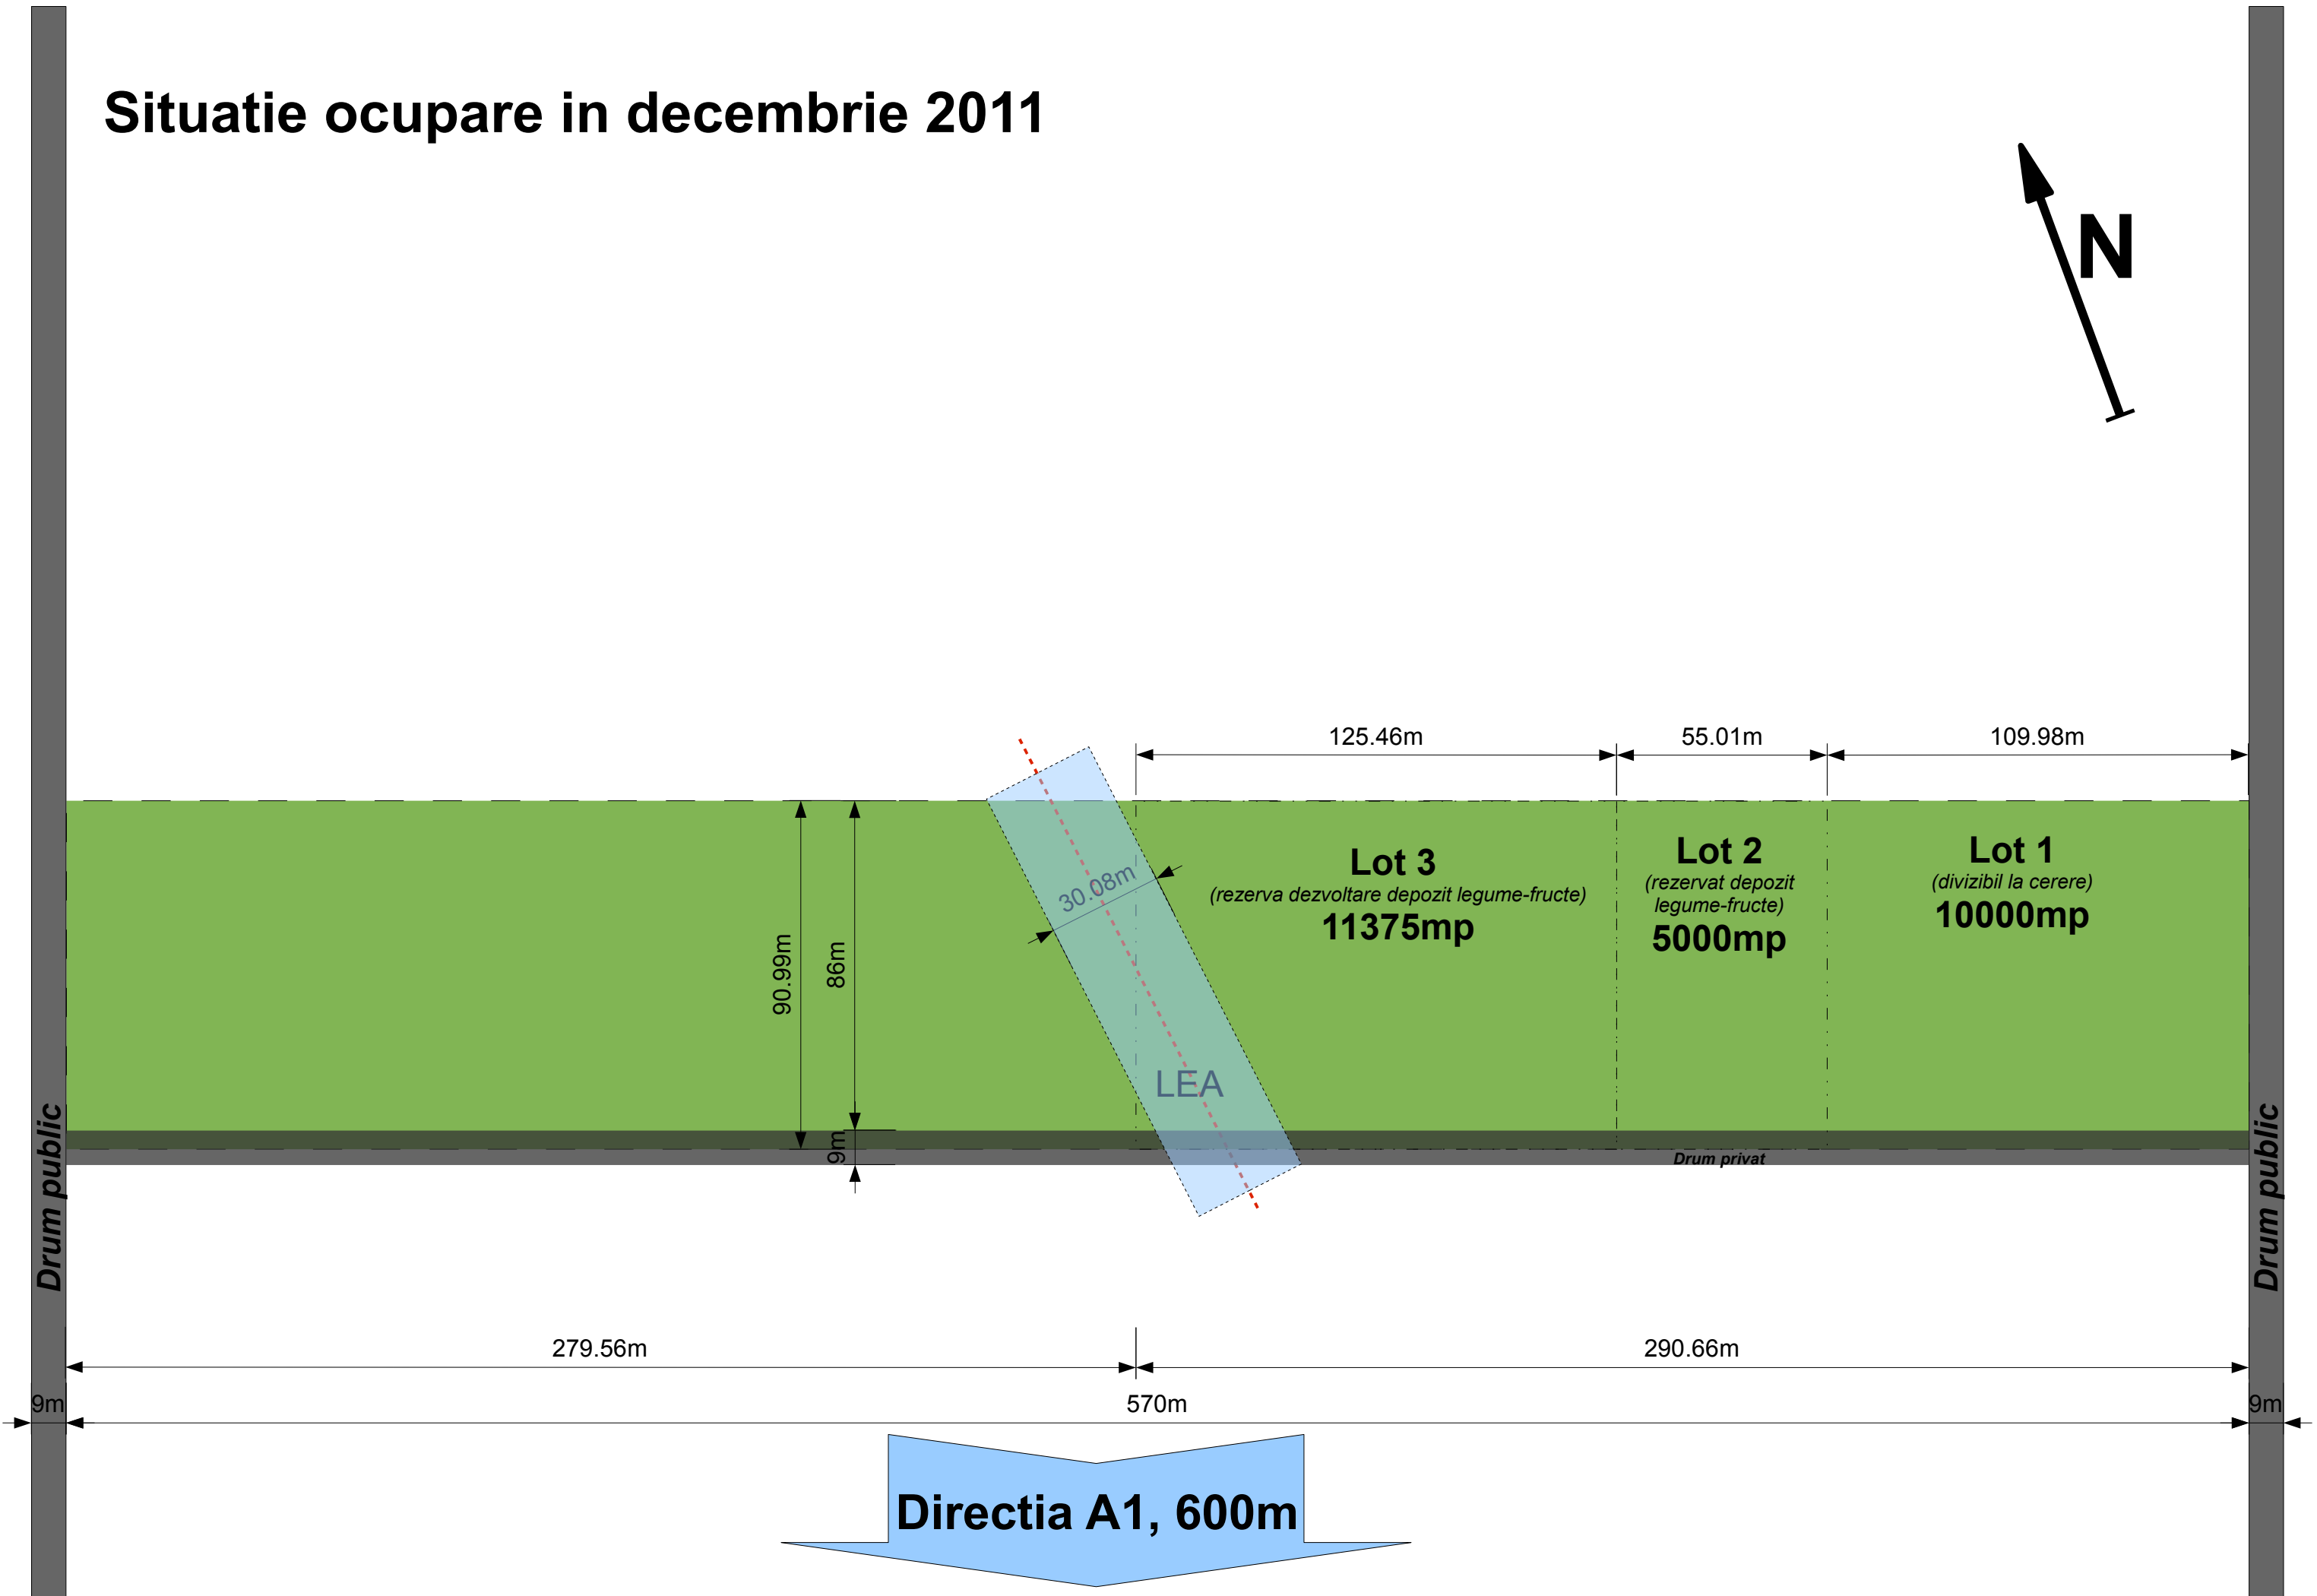 Situatie ocupare in decembrie 2011
N
125.46m
55.01m
109.98m
Lot 3
(rezerva dezvoltare depozit legume-fructe)
11375mp
Lot 2
(rezervat depozit
legume-fructe)
5000mp
Lot 1
(divizibil la cerere)
10000mp
30.08m
90.99m
86m
LEA
9m
Drum privat
Drum public
Drum public
279.56m
290.66m
9m
570m
9m
Directia A1, 600m